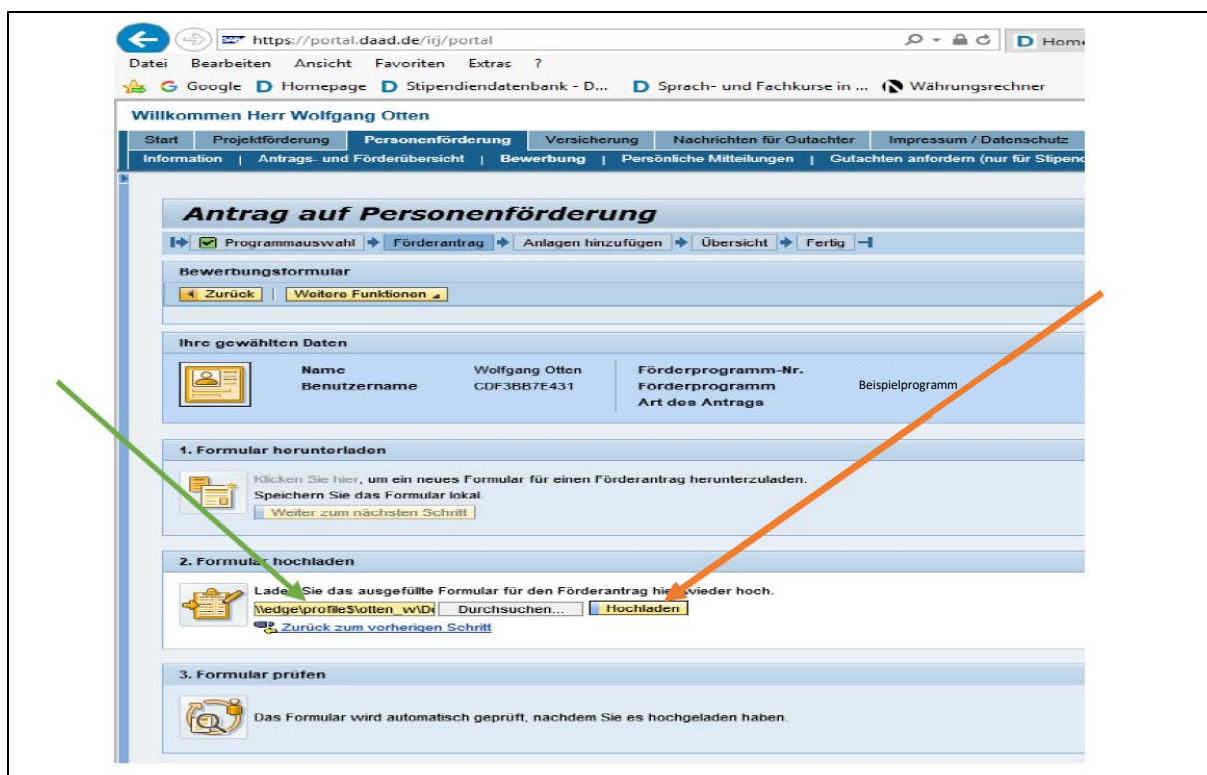 https://portal.daad.de/irj/portal
D Home
Datei Bearbeiten Ansicht Favoriten Extras ?
G Google D Homepage D Stipendiendatenbank - D... D Sprach- und Fachkurse in ... Währungsrechner
Willkommen Herr Wolfgang Otten
Start Projektförderung Personenförderung Versicherung Nachrichten für Gutachter Impressum / Datenschutz
Information | Antrags- und Förderübersicht | Bewerbung | Persönliche Mitteilungen | Gutachten anfordern (nur für Stipend
Antrag auf Personenförderung
Programmauswahl Förderantrag Anlagen hinzufügen Übersicht Fertig
Bewerbungsformular
Zurück | Weitere Funktionen
Ihre gewählten Daten
Name Wolfgang Otten Förderprogramm-Nr.
Benutzername CDF3BB7E431 Förderprogramm Beispielprogramm
Art des Antrags
1. Formular herunterladen
Klicken Sie hier, um ein neues Formular für einen Förderantrag herunterzuladen.
Speichern Sie das Formular lokal.
Weiter zum nächsten Schritt
2. Formular hochladen
Laden Sie das ausgefüllte Formular für den Förderantrag hier wieder hoch.
\\edge\profile$\otten_w\De Durchsuchen... Hochladen
Zurück zum vorherigen Schritt
3. Formular prüfen
Das Formular wird automatisch geprüft, nachdem Sie es hochgeladen haben.